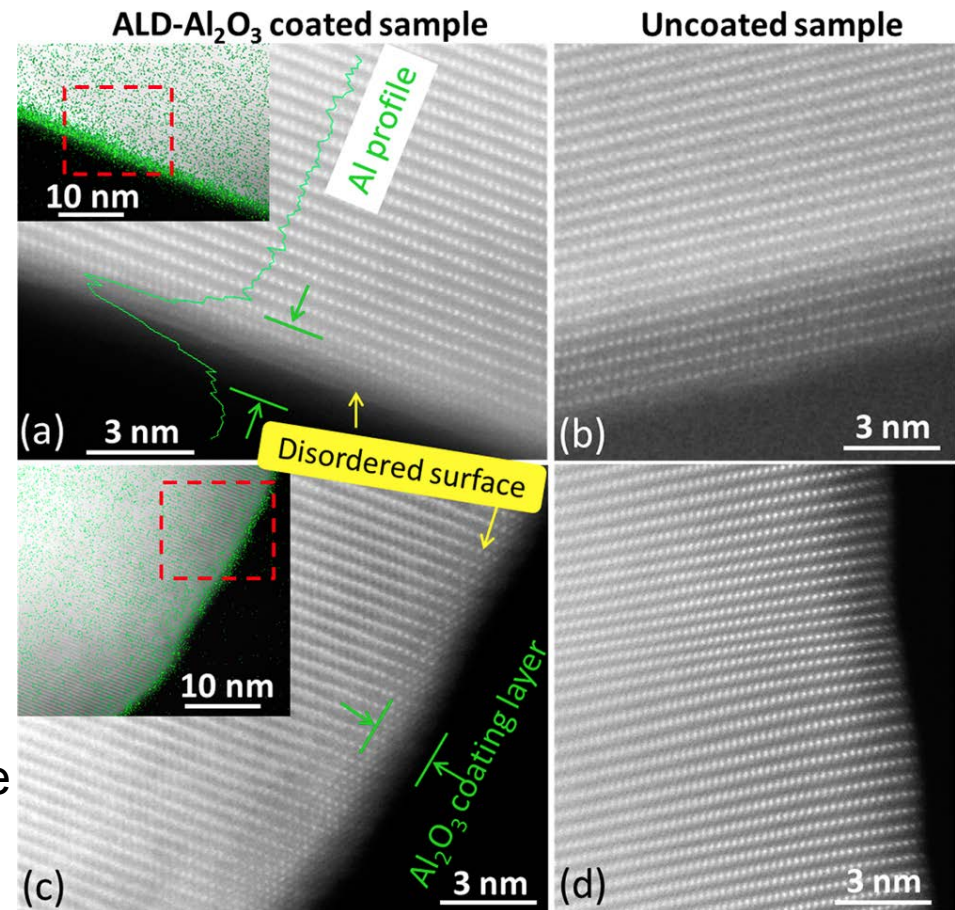 ALD-Al₂O₃ coated sample
Uncoated sample
10 nm
Al profile
(a)
3 nm
(b)
3 nm
Disordered surface
10 nm
e
Al₂O₃ coating layer
(c)
3 nm
(d)
3 nm